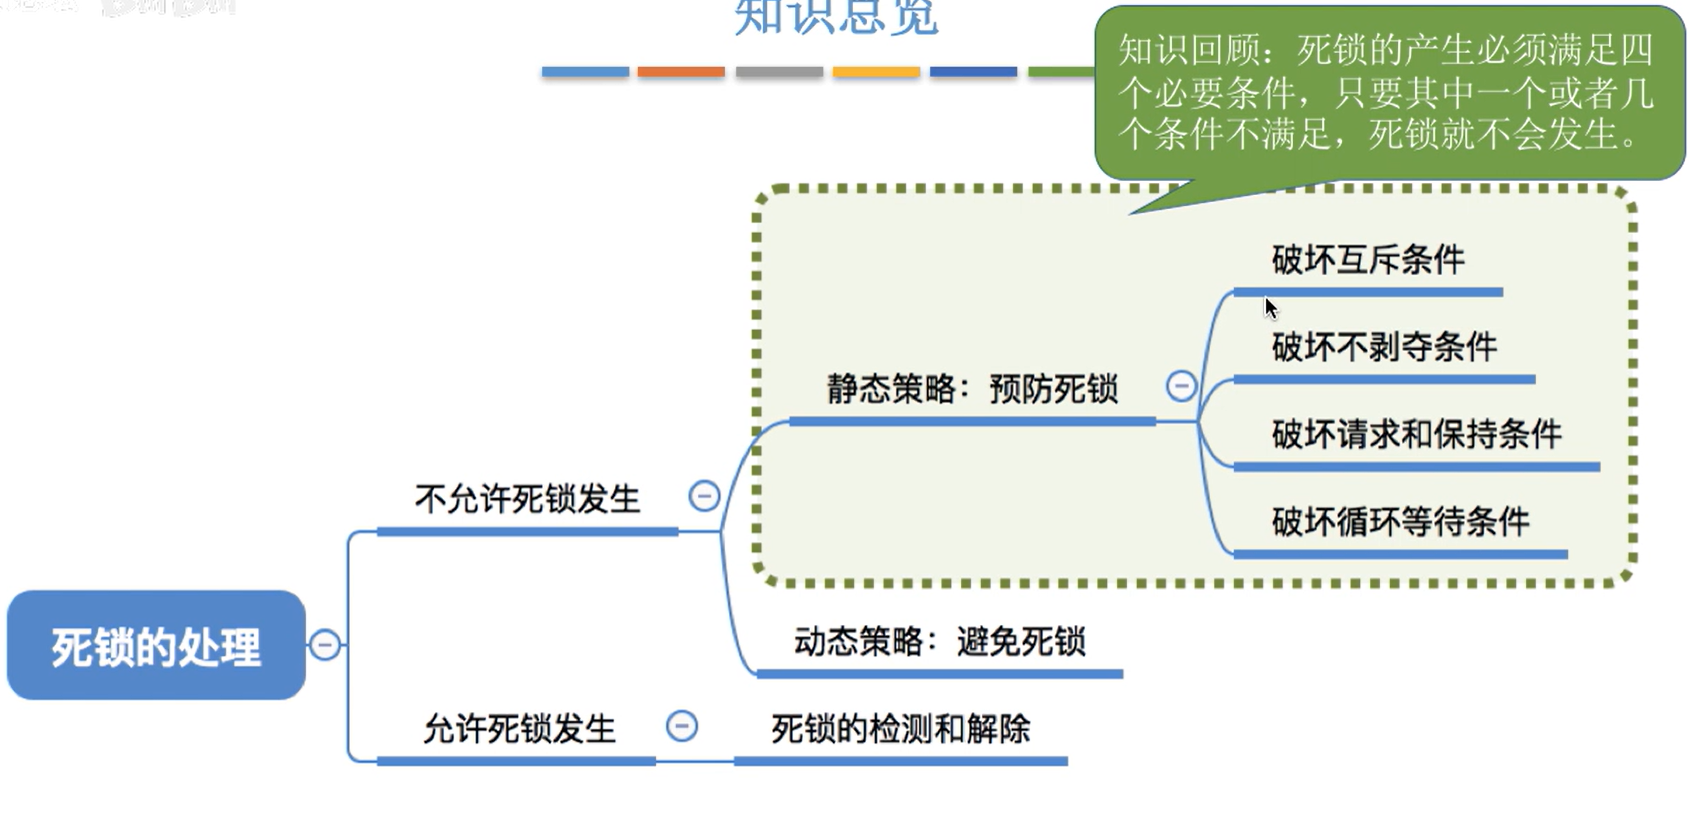 知识总览
知识回顾：死锁的产生必须满足四
个必要条件，只要其中一个或者几
个条件不满足，死锁就不会发生。
破坏互斥条件
破坏不剥夺条件
静态策略：预防死锁
破坏请求和保持条件
不允许死锁发生
破坏循环等待条件
死锁的处理
动态策略：避免死锁
允许死锁发生
死锁的检测和解除